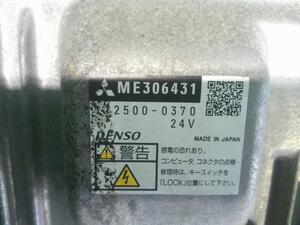 ME306431
2500-0370
24V
DENSO
MADE IN JAPAN
警告
感電の恐れあり。
コンピュータ、コネクタの点検・
修理時は、キースイッチを
「LOCK」位置にして下さい。